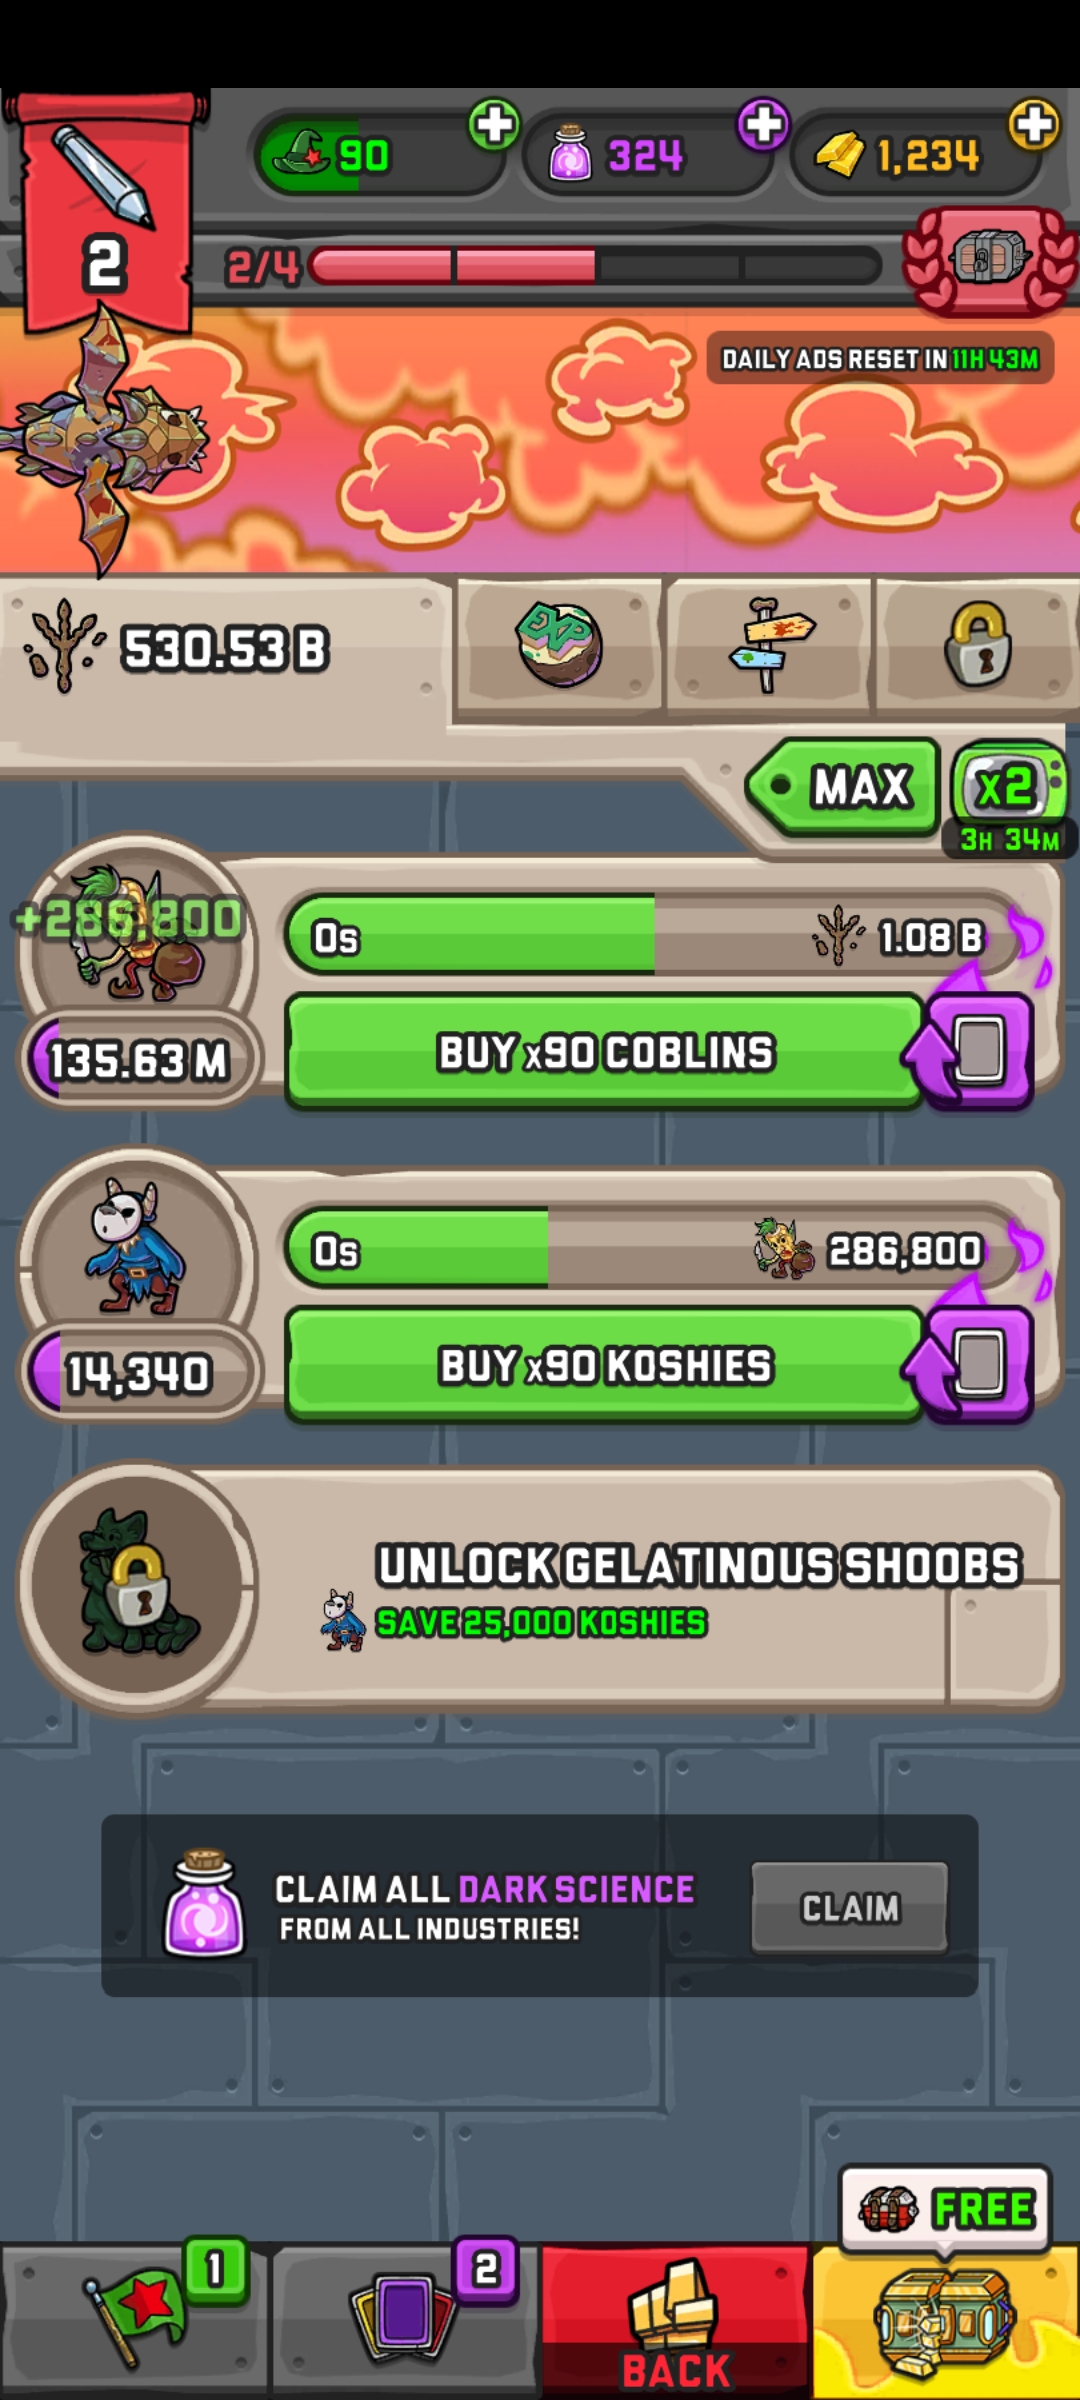 2
90
324
1,234
2/4
DAILY ADS RESET IN 11H 43M
530.53 B
EXP
MAX
x2
3H 34M
+286,800
0s
1.08 B
135.63 M
BUY x90 COBLINS
0s
286,800
14,340
BUY x90 KOSHIES
UNLOCK GELATINOUS SHOOBS
SAVE 25,000 KOSHIES
CLAIM ALL DARK SCIENCE
FROM ALL INDUSTRIES!
CLAIM
FREE
1
2
BACK